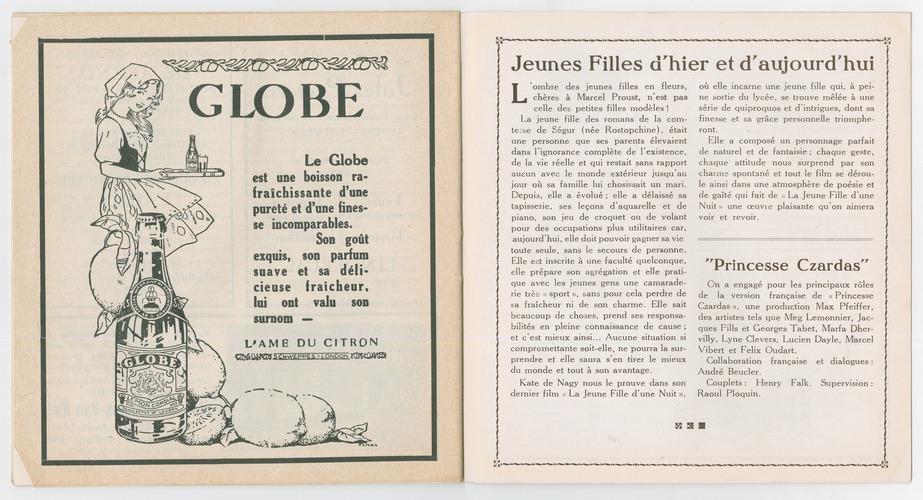 GLOBE
Le Globe
est une boisson ra-
fraîchissante d'une
pureté et d'une fines-
se incomparables.
Son goût
exquis, son parfum
suave et sa déli-
cieuse fraicheur,
lui ont valu son
surnom —
L'AME DU CITRON
SCHWEPPES-LONDON
GLOBE
Jeunes Filles d'hier et d'aujourd'hui
L'ombre des jeunes filles en fleurs,
chères à Marcel Proust, n'est pas
celle des petites filles modèles !
La jeune fille des romans de la com-
tesse de Ségur (née Rostopchine), était
une personne que ses parents élevaient
dans l'ignorance complète de l'existence,
de la vie réelle et qui restait sans rapport
aucun avec le monde extérieur jusqu'au
jour où sa famille lui chosissait un mari.
Depuis, elle a évolué ; elle a délaissé sa
tapisserie, ses leçons d'aquarelle et de
piano, son jeu de croquet ou de volant
pour des occupations plus utilitaires car,
aujourd'hui, elle doit pouvoir gagner sa vie
toute seule, sans le secours de personne.
Elle est inscrite à une faculté quelconque,
elle prépare son agrégation et elle prati-
que avec les jeunes gens une camarade-
rie très « sport », sans pour cela perdre de
sa fraîcheur ni de son charme. Elle sait
beaucoup de choses, prend ses responsa-
bilités en pleine connaissance de cause ;
et c'est mieux ainsi... Aucune situation si
compromettante soit-elle, ne pourra la sur-
prendre et elle saura s'en tirer le mieux
du monde et tout à son avantage.
Kate de Nagy nous le prouve dans son
dernier film « La Jeune Fille d'une Nuit »,
où elle incarne une jeune fille qui, à pei-
ne sortie du lycée, se trouve mêlée à une
série de quiproquos et d'intrigues, dont sa
finesse et sa grâce personnelle triomphe-
ront.
Elle a composé un personnage parfait
de naturel et de fantaisie ; chaque geste,
chaque attitude nous surprend par son
charme spontané et tout le film se dérou-
le ainsi dans une atmosphère de poésie et
de gaîté qui fait de « La Jeune Fille d'une
Nuit » une œuvre plaisante qu'on aimera
voir et revoir.
"Princesse Czardas"
On a engagé pour les principaux rôles
de la version française de « Princesse
Czardas », une production Max Pfeiffer,
des artistes tels que Meg Lemonnier, Jac-
ques Fills et Georges Tabet, Marfa Dher-
villy, Lyne Clevers, Lucien Dayle, Marcel
Vibert et Felix Oudart.
Collaboration française et dialogues :
André Beucler.
Couplets : Henry Falk. Supervision :
Raoul Ploquin.